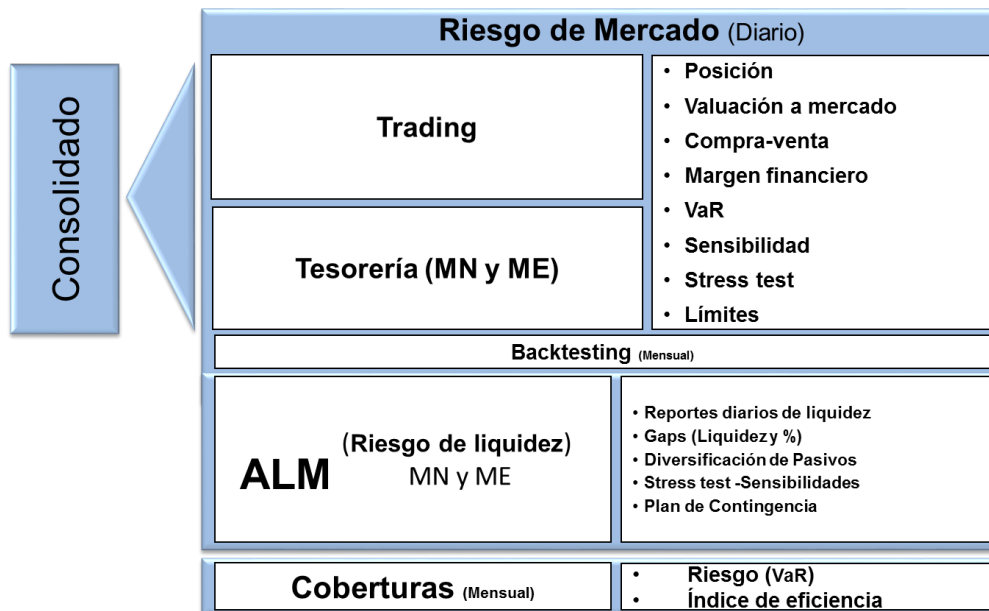 Consolidado
Riesgo de Mercado (Diario)
Trading
• Posición
• Valuación a mercado
• Compra-venta
• Margen financiero
• VaR
• Sensibilidad
• Stress test
• Límites
Tesorería (MN y ME)
Backtesting (Mensual)
ALM
(Riesgo de liquidez)
MN y ME
• Reportes diarios de liquidez
• Gaps (Liquidez y %)
• Diversificación de Pasivos
• Stress test -Sensibilidades
• Plan de Contingencia
Coberturas (Mensual)
• Riesgo (VaR)
• Índice de eficiencia